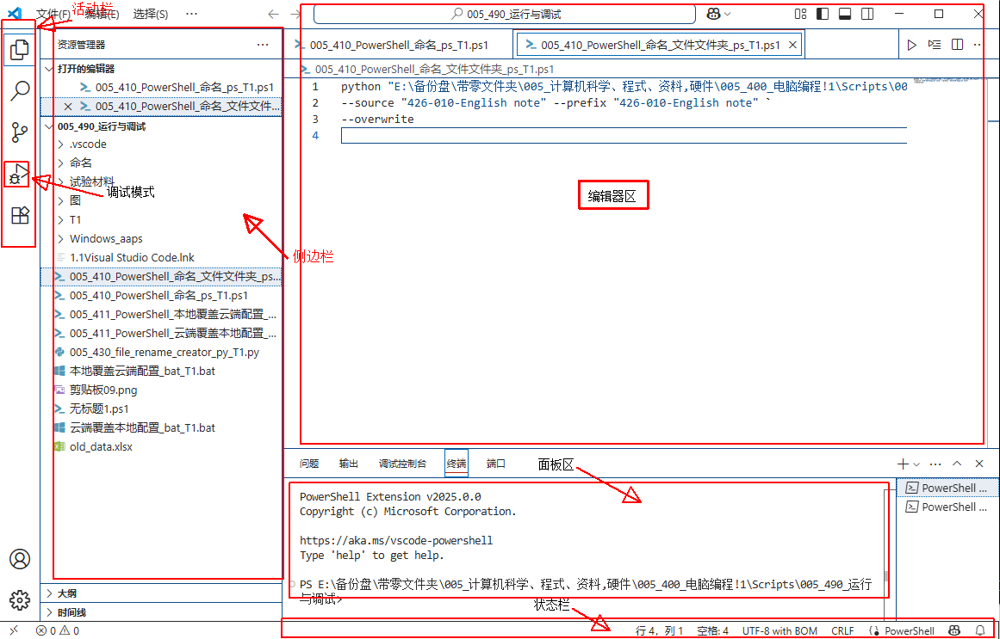 文件(F) 编辑(E) 选择(S) ···
活动栏
005_490_运行与调试
资源管理器 ···
打开的编辑器
005_410_PowerShell_命名_ps_T1.ps1
005_410_PowerShell_命名_文件文件...
005_490_运行与调试
.vscode
命名
试验材料
调试模式
图
T1
Windows_aaps
侧边栏
1.1Visual Studio Code.lnk
005_410_PowerShell_命名_文件文件夹_ps...
005_410_PowerShell_命名_ps_T1.ps1
005_411_PowerShell_本地覆盖云端配置_...
005_411_PowerShell_云端覆盖本地配置_...
005_430_file_rename_creator_py_T1.py
本地覆盖云端配置_bat_T1.bat
剪贴板09.png
无标题1.ps1
云端覆盖本地配置_bat_T1.bat
old_data.xlsx
大纲
时间线
005_410_PowerShell_命名_ps_T1.ps1 005_410_PowerShell_命名_文件文件夹_ps_T1.ps1
005_410_PowerShell_命名_文件文件夹_ps_T1.ps1
1 python "E:\备份盘\带零文件夹\005_计算机科学、程式、资料,硬件\005_400_电脑编程!1\Scripts\00
2 --source "426-010-English note" --prefix "426-010-English note" `
3 --overwrite
4
编辑器区
问题 输出 调试控制台 终端 端口 面板区
PowerShell Extension v2025.0.0
Copyright (c) Microsoft Corporation.
https://aka.ms/vscode-powershell
Type 'help' to get help.
PS E:\备份盘\带零文件夹\005_计算机科学、程式、资料,硬件\005_400_电脑编程!1\Scripts\005_490_运行
与调试>
PowerShell ...
PowerShell ...
状态栏
0 0 行 4，列 1 空格: 4 UTF-8 with BOM CRLF PowerShell